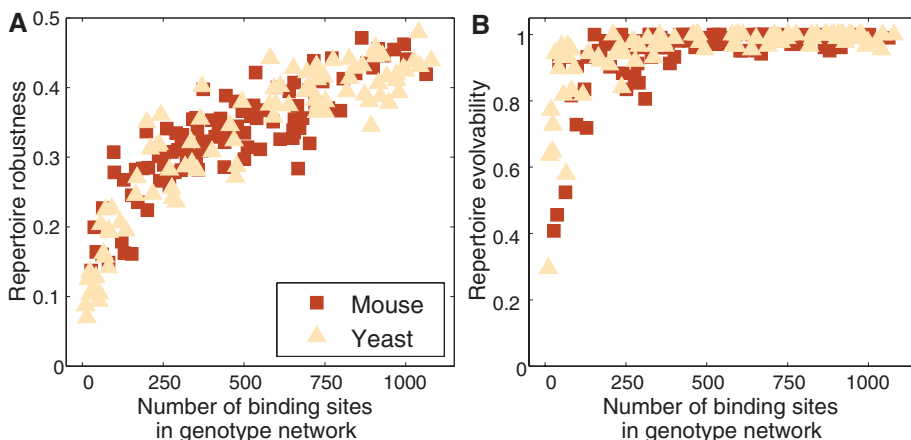 A
Repertoire robustness
0.5
0.4
0.3
0.2
0.1
0
0
250
500
750
1000
Mouse
Yeast
Number of binding sites
in genotype network
B
Repertoire evolvability
1
0.8
0.6
0.4
0.2
0
250
500
750
1000
Number of binding sites
in genotype network